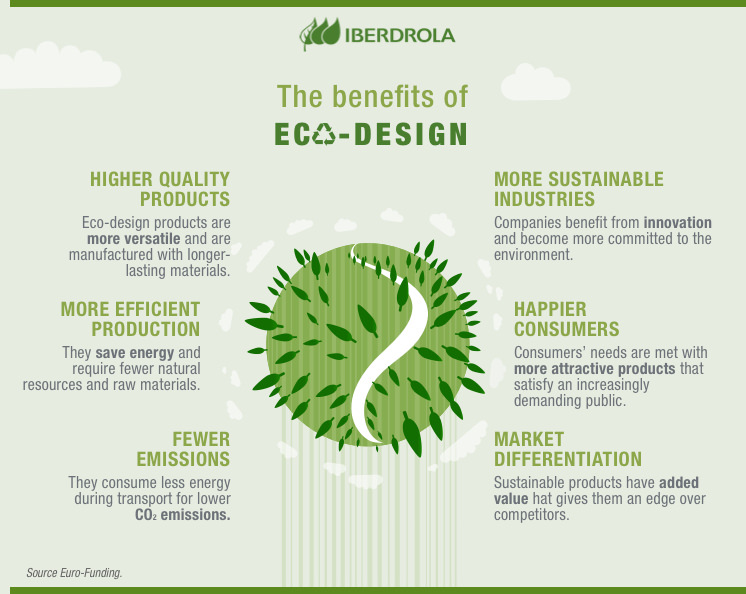 IBERDROLA
The benefits of
ECO-DESIGN
HIGHER QUALITY
PRODUCTS
Eco-design products are
more versatile and are
manufactured with longer-
lasting materials.
MORE EFFICIENT
PRODUCTION
They save energy and
require fewer natural
resources and raw materials.
FEWER
EMISSIONS
They consume less energy
during transport for lower
CO₂ emissions.
MORE SUSTAINABLE
INDUSTRIES
Companies benefit from innovation
and become more committed to the
environment.
HAPPIER
CONSUMERS
Consumers’ needs are met with
more attractive products that
satisfy an increasingly
demanding public.
MARKET
DIFFERENTIATION
Sustainable products have added
value hat gives them an edge over
competitors.
Source Euro-Funding.